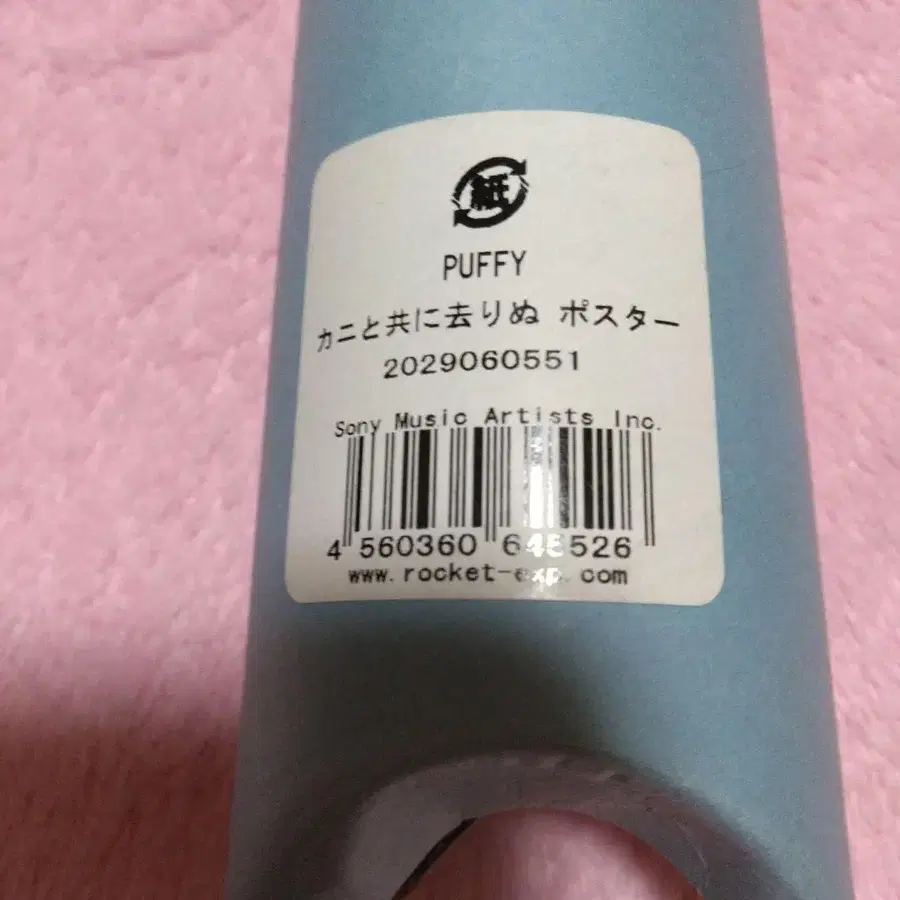 紙
PUFFY
カニと共に去りぬ ポスター
2029060551
Sony Music Artists Inc.
4 560360 645526
www.rocket-exp.com